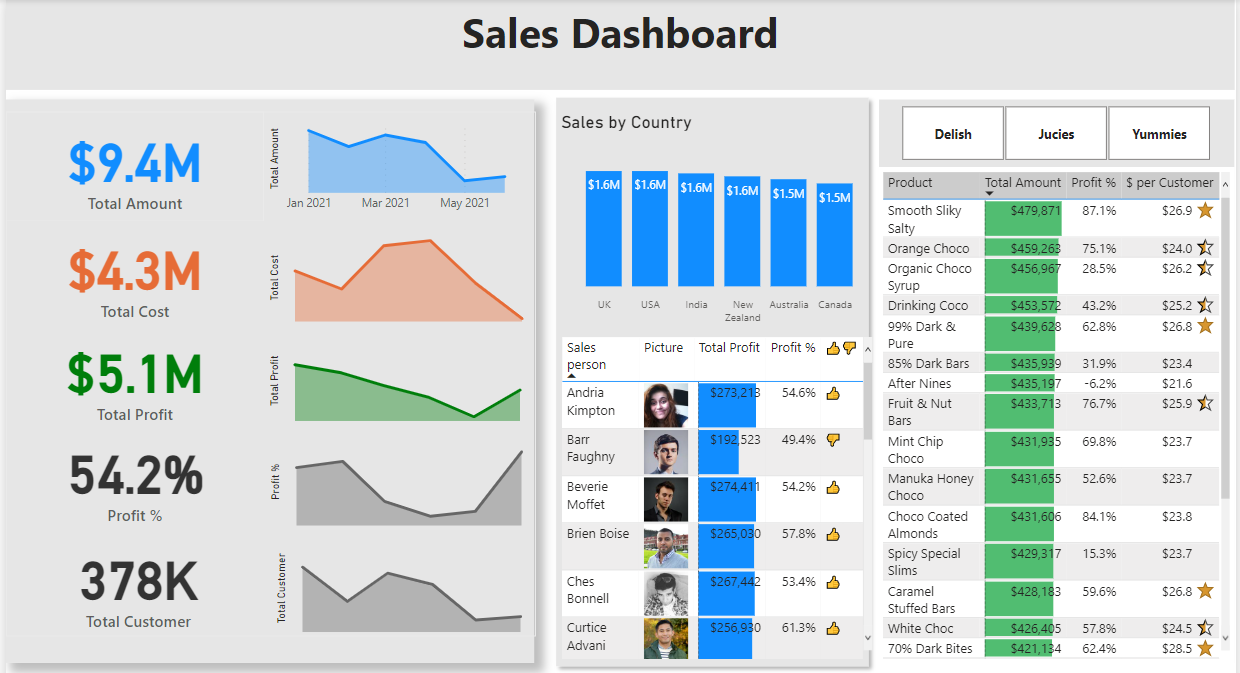 Sales Dashboard
$9.4M
Total Amount
Total Amount
Jan 2021
Mar 2021
May 2021
$4.3M
Total Cost
Total Cost
$5.1M
Total Profit
Total Profit
54.2%
Profit %
Profit %
378K
Total Customer
Total Customer
Sales by Country
$1.6M $1.6M $1.6M $1.6M $1.5M $1.5M
UK USA India New Australia Canada
Zealand
Sales Picture Total Profit Profit %
person
Andria $273,213 54.6%
Kimpton
Barr $192,523 49.4%
Faughny
Beverie $274,411 54.2%
Moffet
Brien Boise $265,030 57.8%
Ches $267,442 53.4%
Bonnell
Curtice $256,930 61.3%
Advani
Delish Jucies Yummies
Product Total Amount Profit % $ per Customer
Smooth Sliky $479,871 87.1% $26.9
Salty
Orange Choco $459,263 75.1% $24.0
Organic Choco $456,967 28.5% $26.2
Syrup
Drinking Coco $453,572 43.2% $25.2
99% Dark & $439,628 62.8% $26.8
Pure
85% Dark Bars $435,939 31.9% $23.4
After Nines $435,197 -6.2% $21.6
Fruit & Nut $433,713 76.7% $25.9
Bars
Mint Chip $431,935 69.8% $23.7
Choco
Manuka Honey $431,655 52.6% $23.7
Choco
Choco Coated $431,606 84.1% $23.8
Almonds
Spicy Special $429,317 15.3% $23.7
Slims
Caramel $428,183 59.6% $26.8
Stuffed Bars
White Choc $426,405 57.8% $24.5
70% Dark Bites $421,134 62.4% $28.5